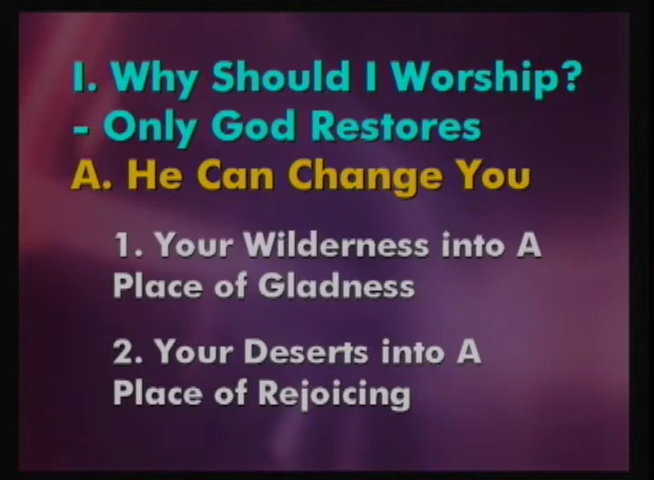 I. Why Should I Worship?
- Only God Restores
A. He Can Change You
1. Your Wilderness into A
Place of Gladness
2. Your Deserts into A
Place of Rejoicing